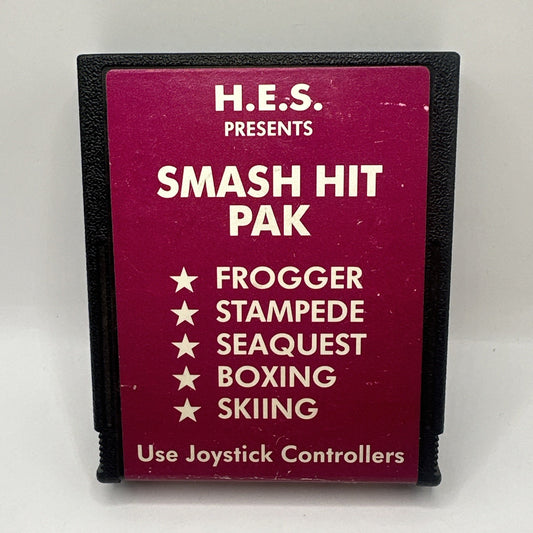 H.E.S.
PRESENTS
SMASH HIT
PAK
★ FROGGER
★ STAMPEDE
★ SEAQUEST
★ BOXING
★ SKIING
Use Joystick Controllers